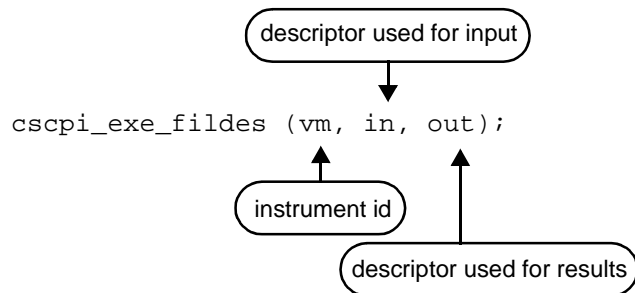 descriptor used for input
cscpi_exe_fildes (vm, in, out);
instrument id
descriptor used for results